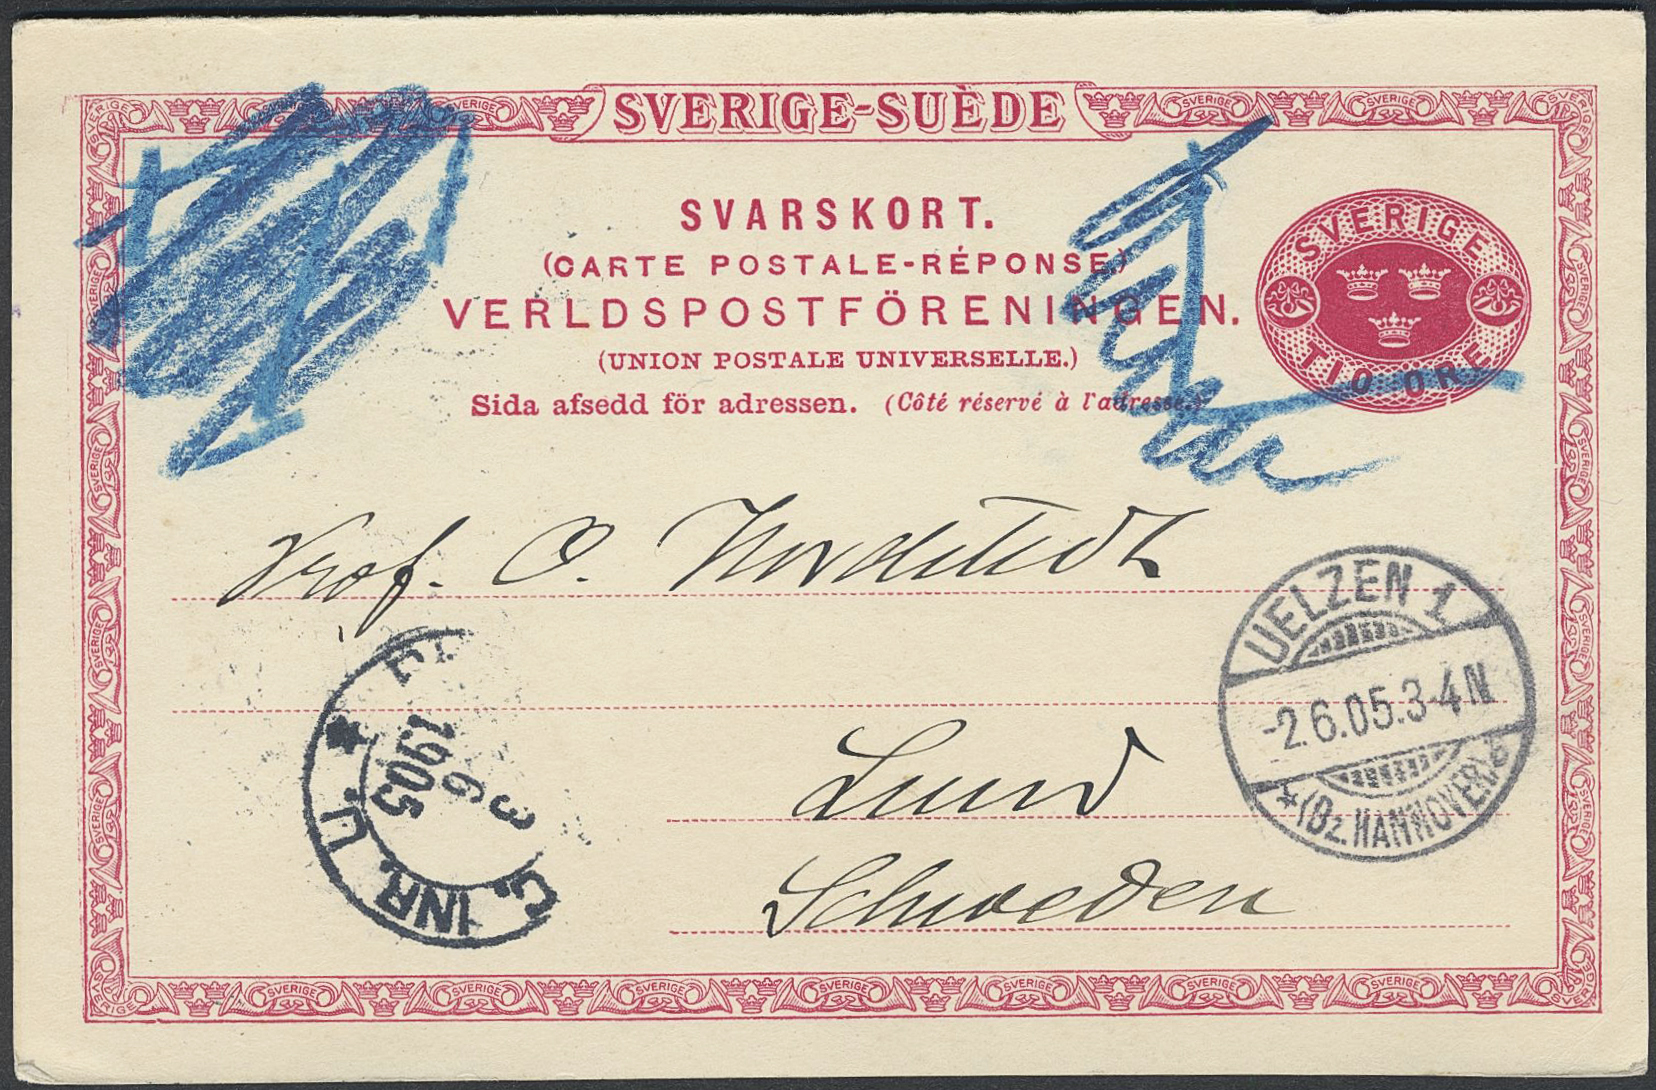 SVERIGE-SUÈDE
SVARSKORT.
(CARTE POSTALE-RÉPONSE.)
VERLDSPOSTFÖRENINGEN.
(UNION POSTALE UNIVERSELLE.)
Sida afsedd för adressen. (Côté réservé à l'adresse.)
SVERIGE
TIO ÖRE
Prof. O. Nordstedt
Lund
Schweden
UELZEN 1
-2.6.05.3-4N
*(Bz. HANNOVER) b
3
6
1905